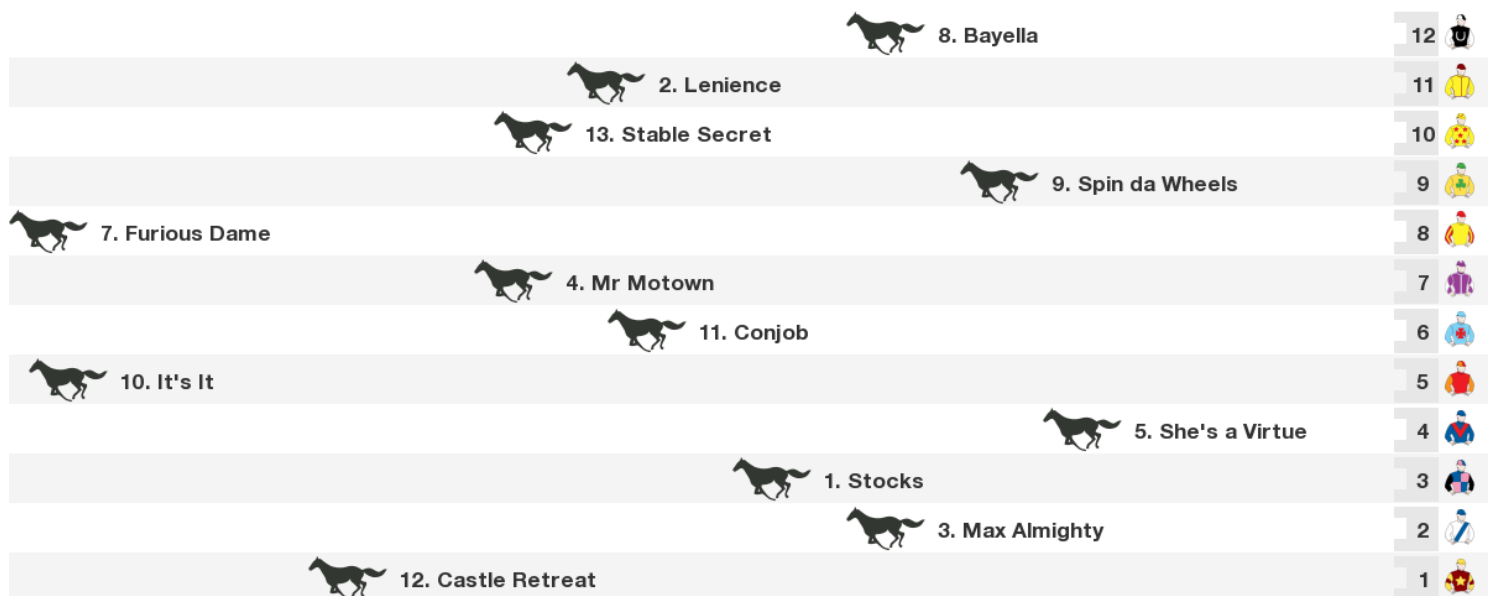 8. Bayella 12
2. Lenience 11
13. Stable Secret 10
9. Spin da Wheels 9
7. Furious Dame 8
4. Mr Motown 7
11. Conjob 6
10. It's It 5
5. She's a Virtue 4
1. Stocks 3
3. Max Almighty 2
12. Castle Retreat 1